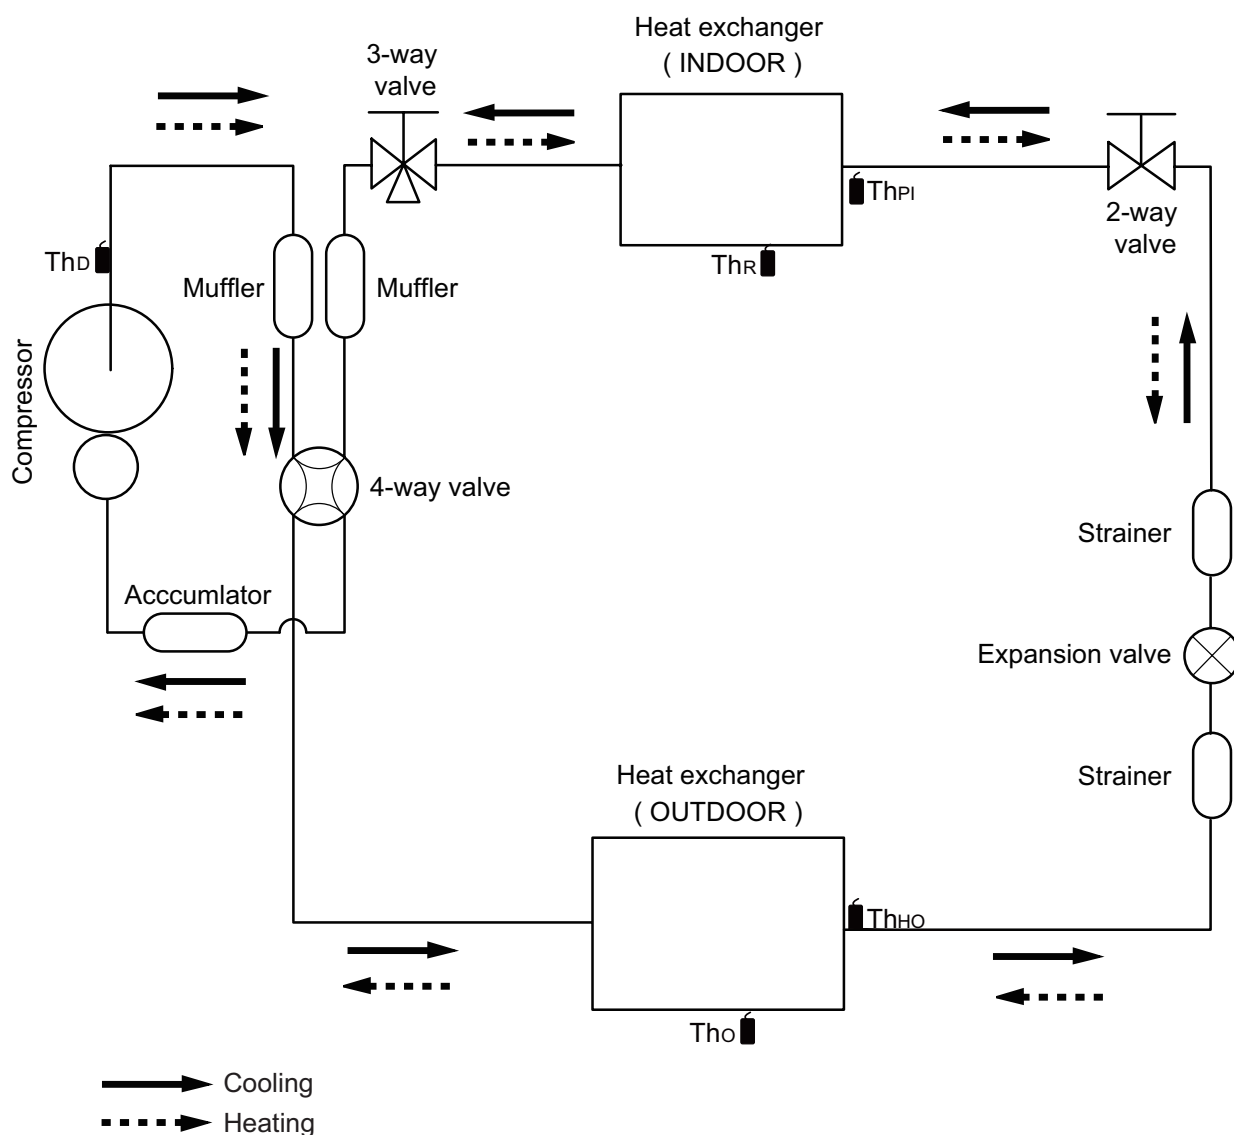 Heat exchanger
( INDOOR )
3-way
valve
ThPI
2-way
valve
ThD
ThR
Muffler
Muffler
Compressor
4-way valve
Strainer
Acccumlator
Expansion valve
Heat exchanger
( OUTDOOR )
Strainer
ThHO
ThO
Cooling
Heating